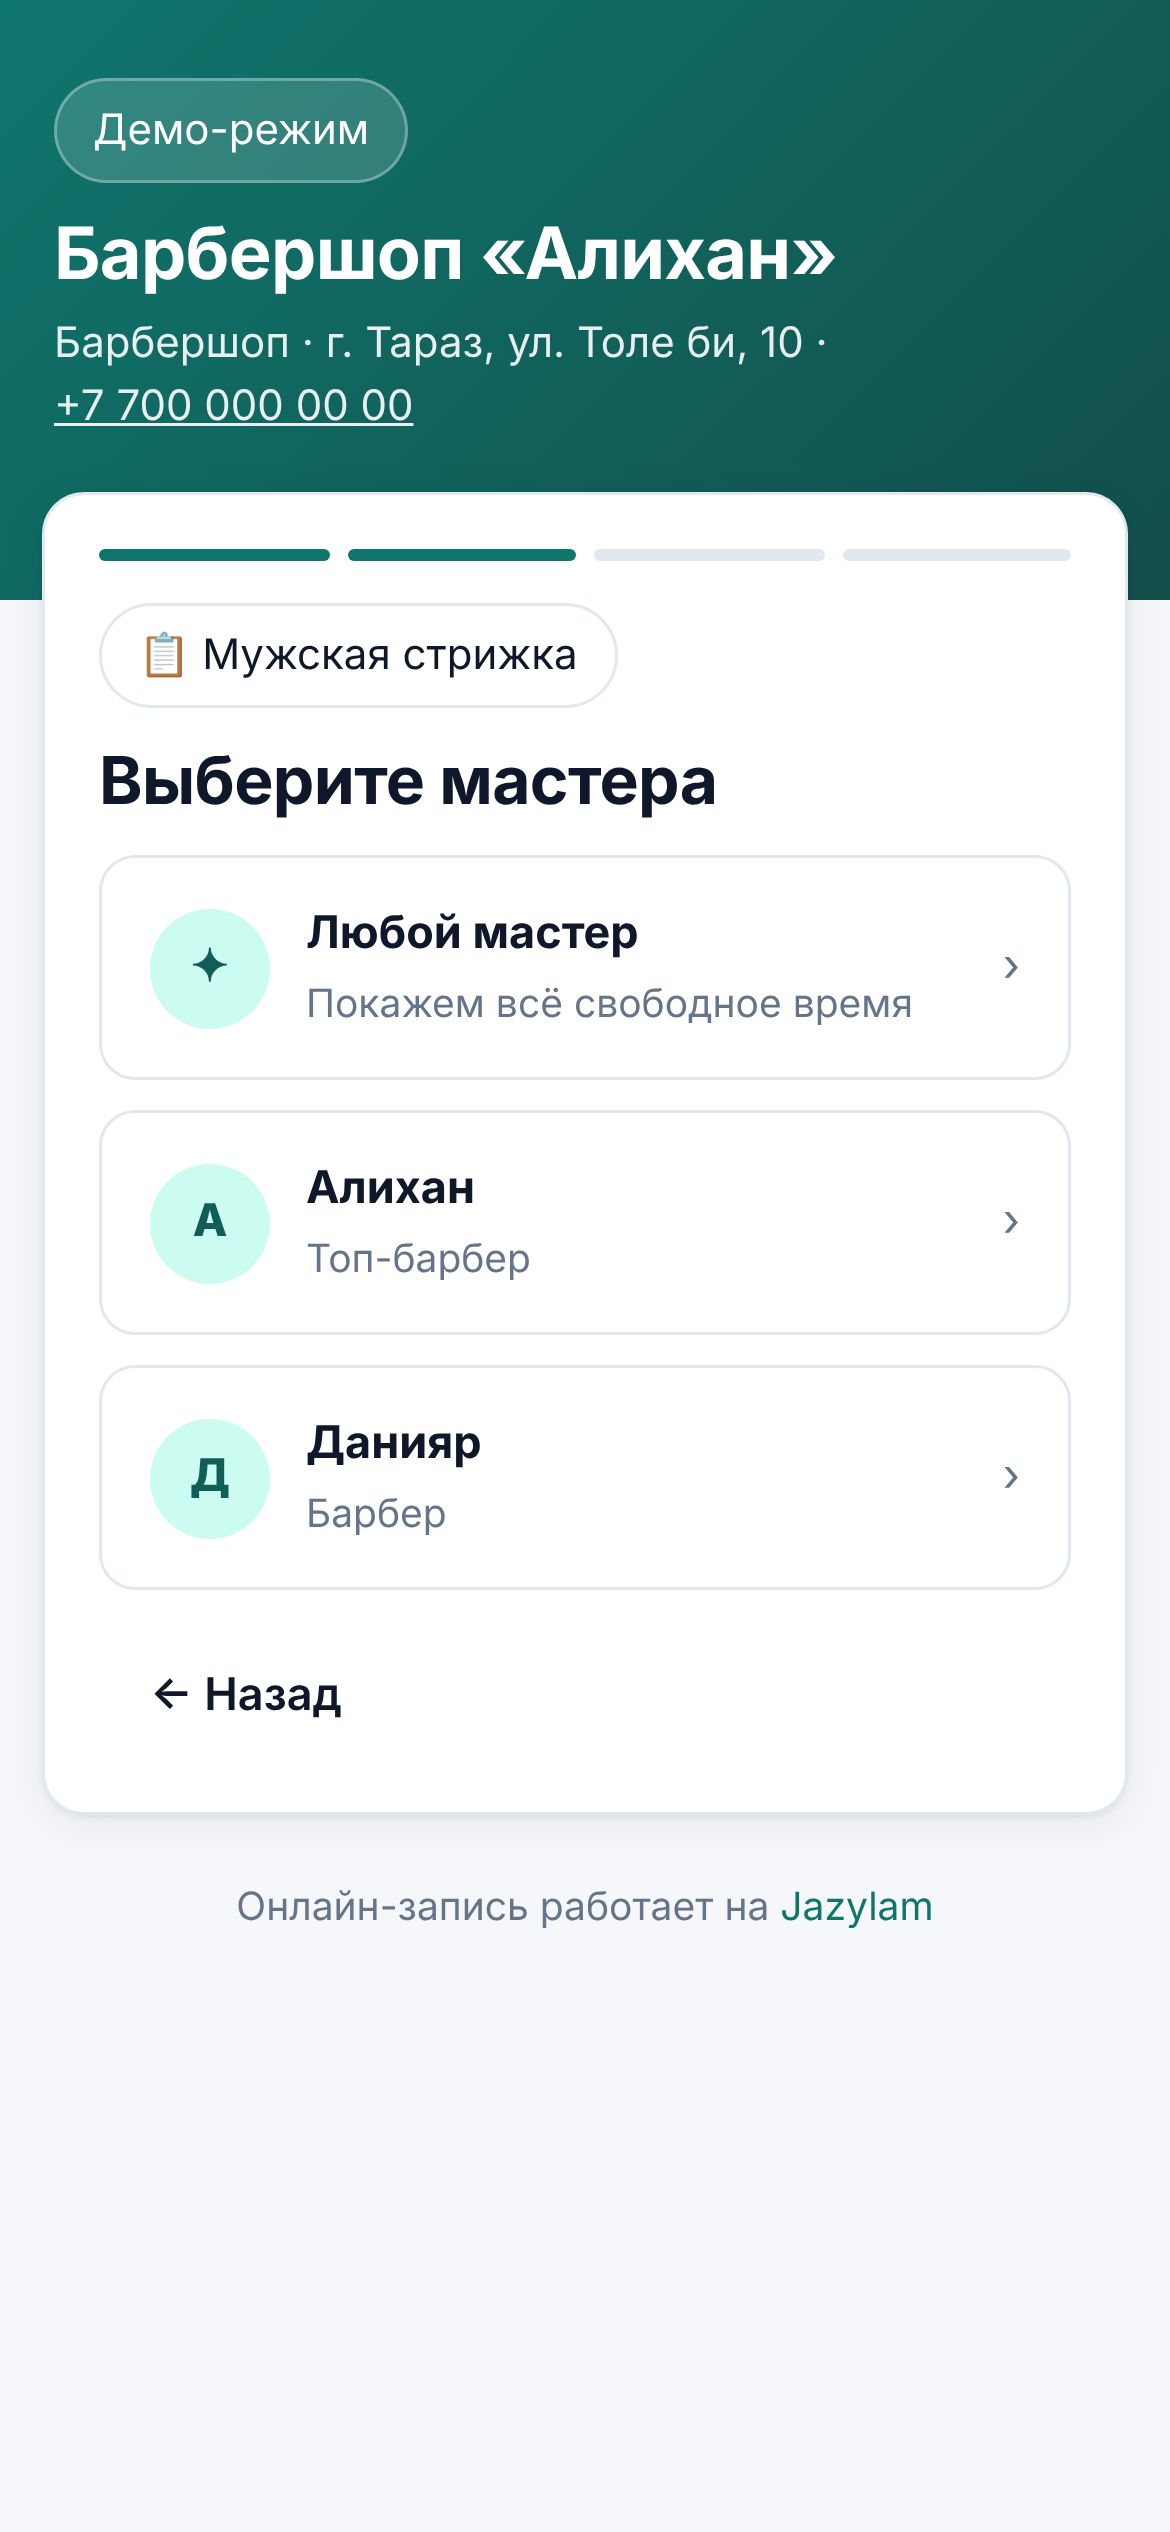 Демо-режим
Барбершоп «Алихан»
Барбершоп · г. Тараз, ул. Толе би, 10 ·
+7 700 000 00 00
📋 Мужская стрижка
Выберите мастера
✦
Любой мастер
Покажем всё свободное время
›
А
Алихан
Топ-барбер
›
Д
Данияр
Барбер
›
← Назад
Онлайн-запись работает на Jazylam